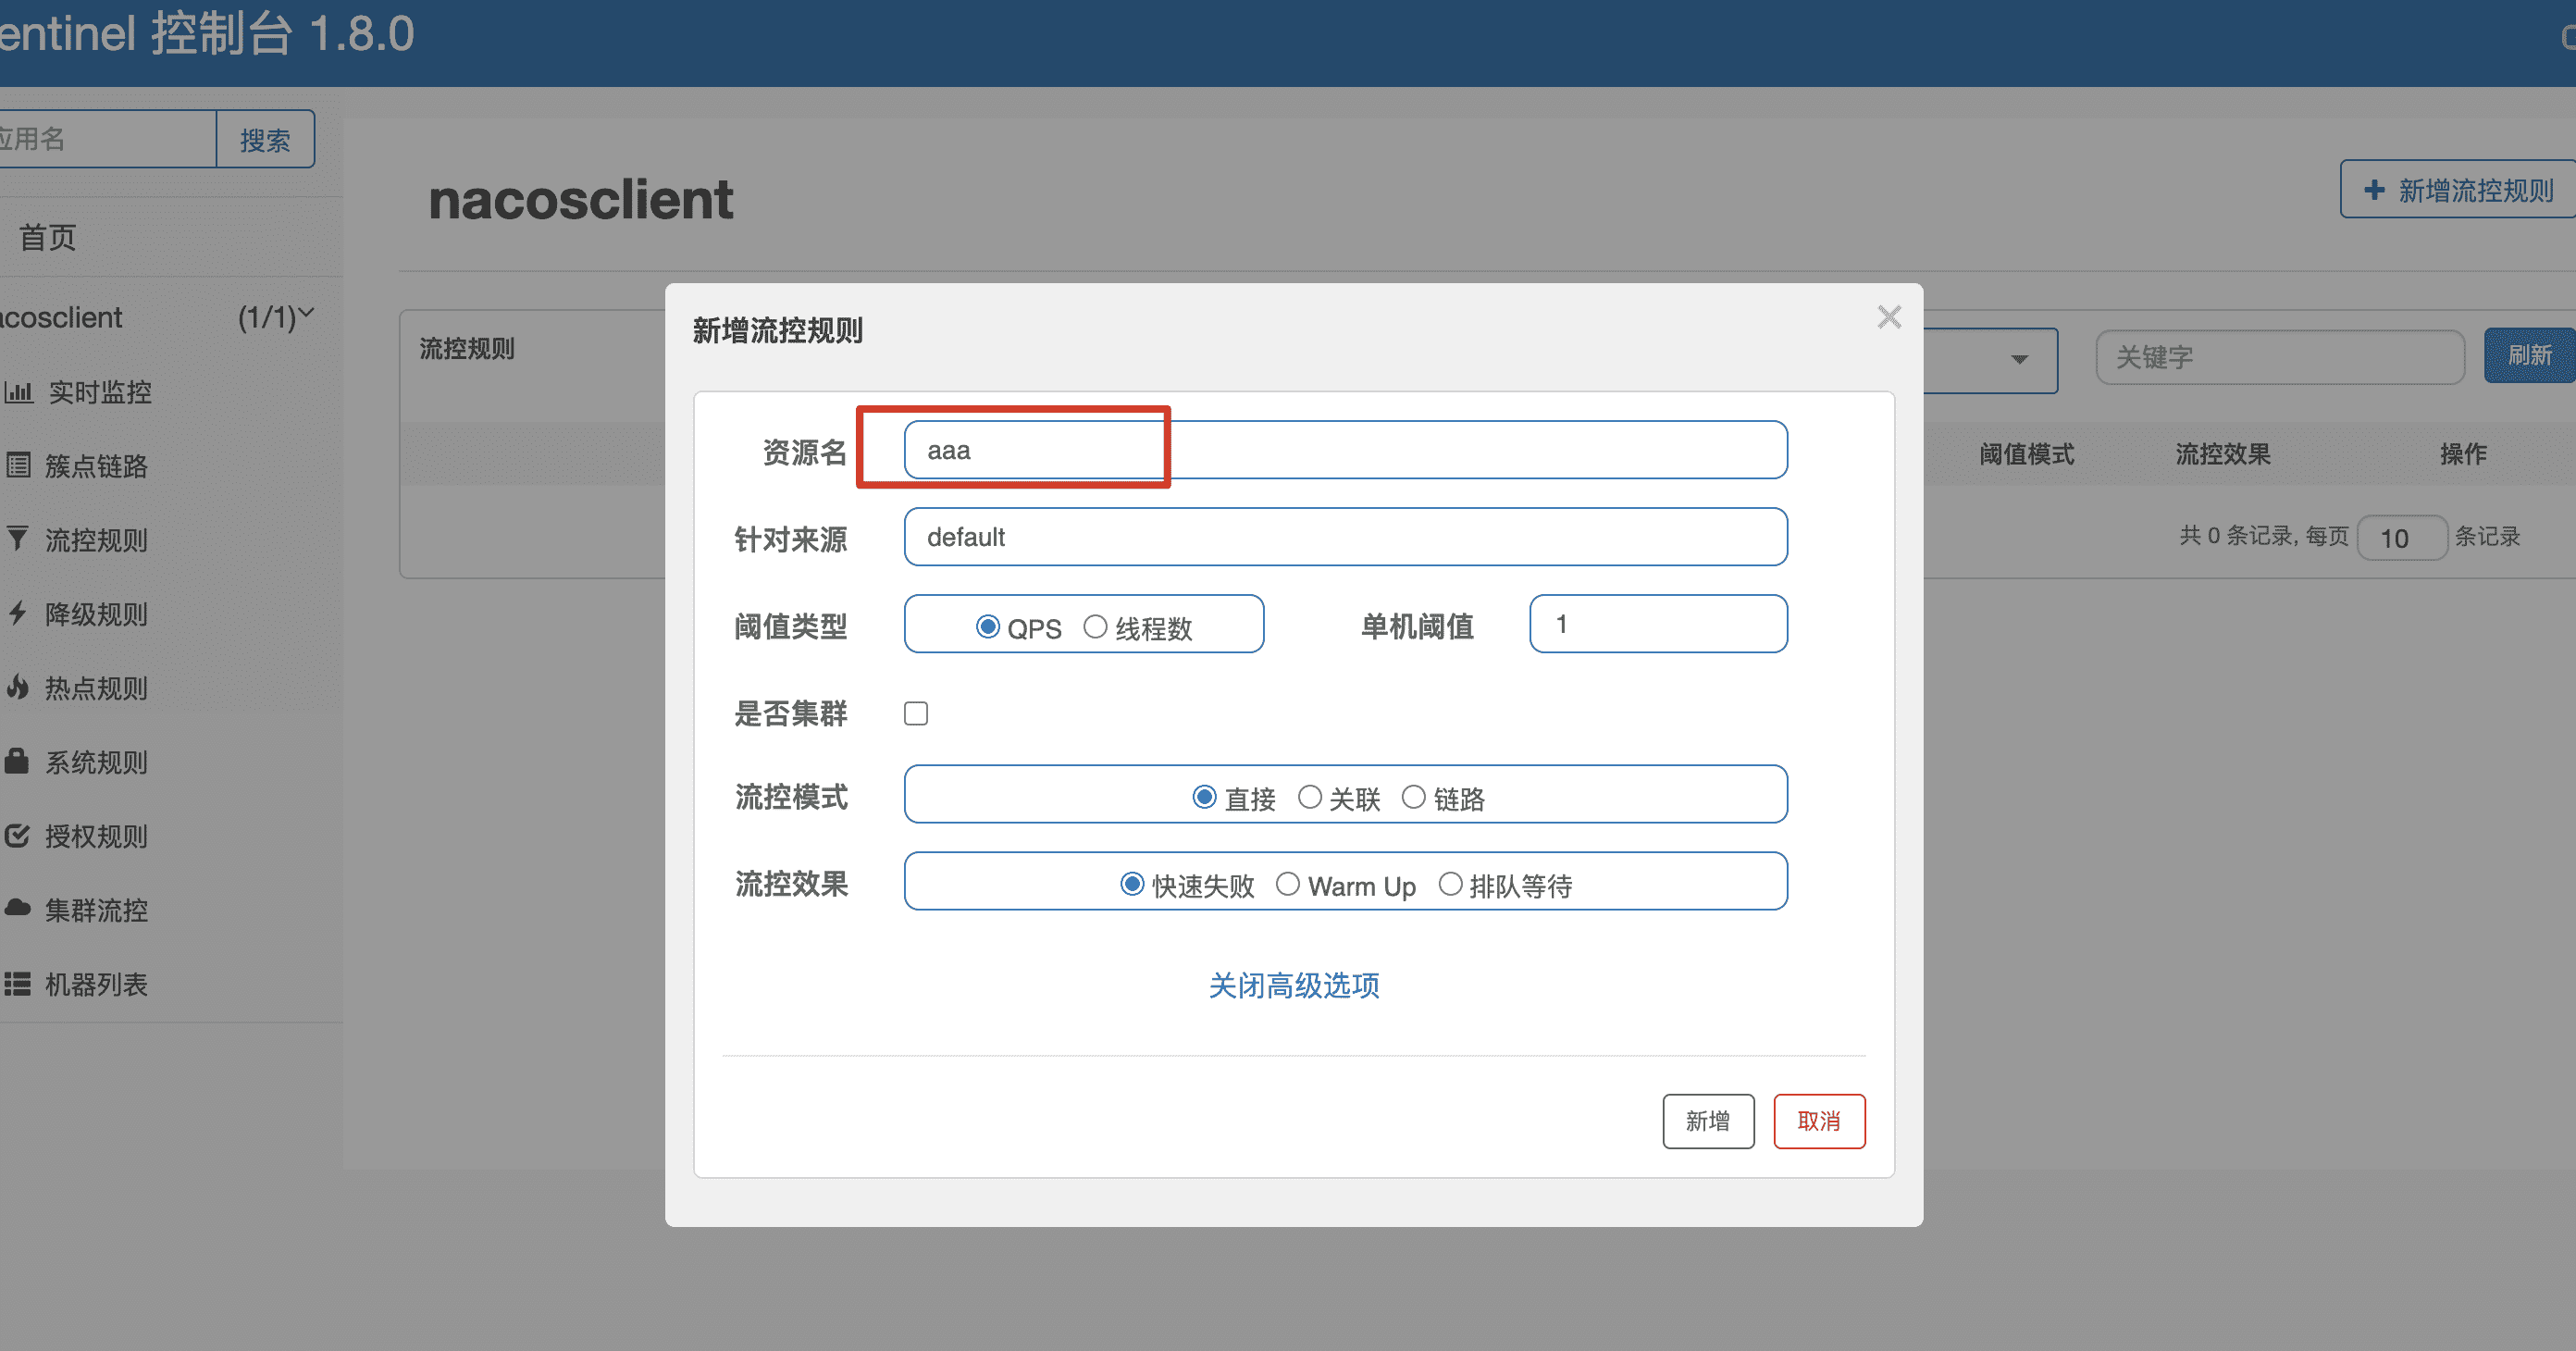 entinel 控制台 1.8.0
应用名
搜索
首页
acosclient (1/1)
实时监控
簇点链路
流控规则
降级规则
热点规则
系统规则
授权规则
集群流控
机器列表
nacosclient
新增流控规则
流控规则
关键字
刷新
阈值模式 流控效果 操作
共 0 条记录, 每页 10 条记录
新增流控规则
资源名 aaa
针对来源 default
阈值类型 QPS 线程数 单机阈值 1
是否集群
流控模式 直接 关联 链路
流控效果 快速失败 Warm Up 排队等待
关闭高级选项
新增 取消